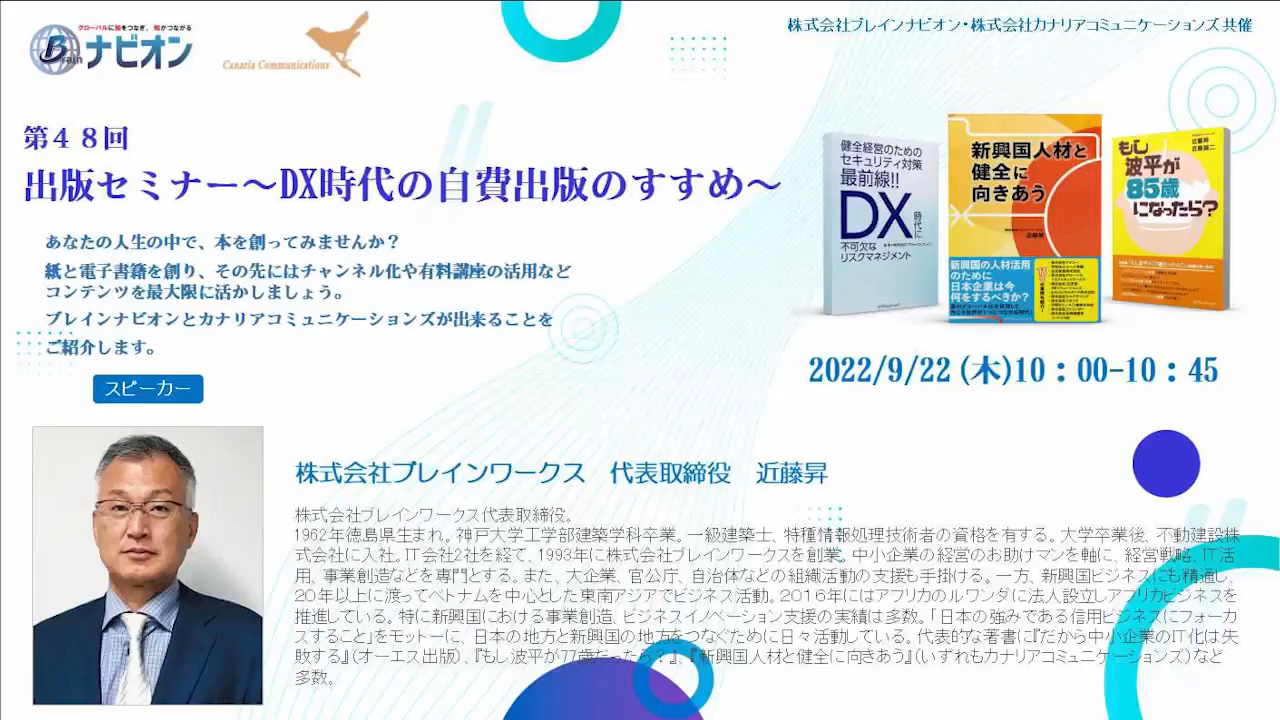 グローバルに知をつなぎ、知がつながる
Brain ナビオン
Canaria Communications
株式会社ブレインナビオン・株式会社カナリアコミュニケーションズ 共催
第４８回
出版セミナー～DX時代の自費出版のすすめ～
あなたの人生の中で、本を創ってみませんか？
紙と電子書籍を創り、その先にはチャンネル化や有料講座の活用など
コンテンツを最大限に活かしましょう。
ブレインナビオンとカナリアコミュニケーションズが出来ることを
ご紹介します。
健全経営のための
セキュリティ対策
最前線!!
DX
時代に
不可欠な
リスクマネジメント
新興国人材と
健全に
向きあう
近藤昇
新興国の人材活用
のために
日本企業は今
何をするべきか？
もし
波平が
85歳
になったら？
近藤昇
近藤誠二
2022/9/22 (木)10：00-10：45
スピーカー
株式会社ブレインワークス 代表取締役 近藤昇
株式会社ブレインワークス代表取締役。
1962年徳島県生まれ。神戸大学工学部建築学科卒業。一級建築士、特種情報処理技術者の資格を有する。大学卒業後、不動建設株
式会社に入社。IT会社2社を経て、1993年に株式会社ブレインワークスを創業。中小企業の経営のお助けマンを軸に、経営戦略、IT活
用、事業創造などを専門とする。また、大企業、官公庁、自治体などの組織活動の支援も手掛ける。一方、新興国ビジネスにも精通し、
20年以上に渡ってベトナムを中心とした東南アジアでビジネス活動。2016年にはアフリカのルワンダに法人設立しアフリカビジネスを
推進している。特に新興国における事業創造、ビジネスイノベーション支援の実績は多数。「日本の強みである信用ビジネスにフォーカ
スすること」をモットーに、日本の地方と新興国の地方をつなぐために日々活動している。代表的な著書に『だから中小企業のIT化は失
敗する』（オーエス出版）、『もし波平が77歳だったら？』、『新興国人材と健全に向きあう』（いずれもカナリアコミュニケーションズ）など
多数。